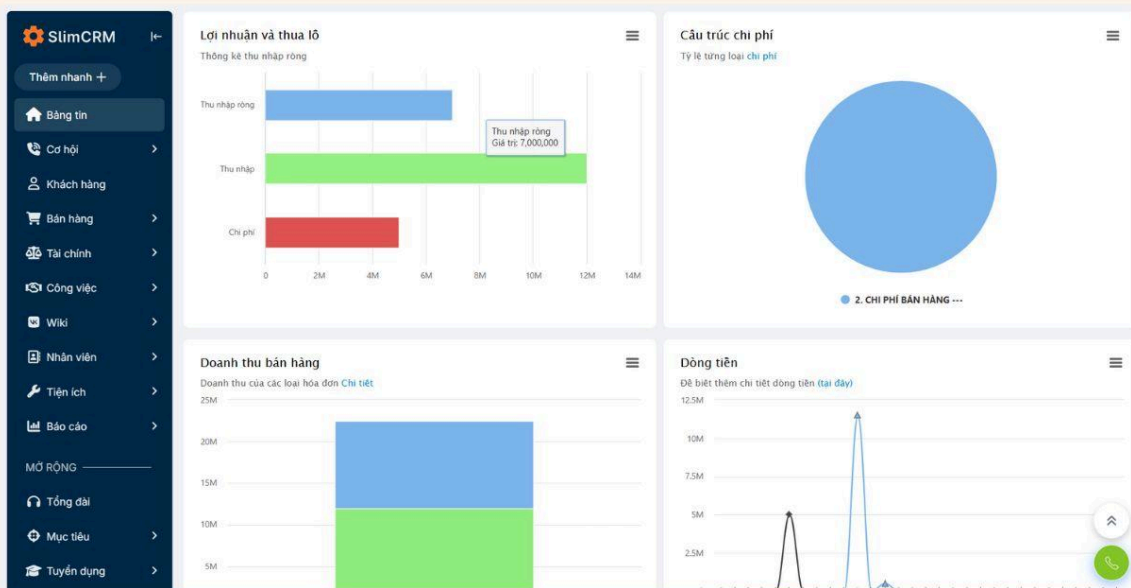 SlimCRM
Thêm nhanh +
Bảng tin
Cơ hội
Khách hàng
Bán hàng
Tài chính
Công việc
Wiki
Nhân viên
Tiện ích
Báo cáo
MỞ RỘNG
Tổng đài
Mục tiêu
Tuyển dụng
Lợi nhuận và thua lỗ
Thống kê thu nhập ròng
Thu nhập ròng
Thu nhập
Chi phí
Thu nhập ròng
Giá trị: 7,000,000
0 2M 4M 6M 8M 10M 12M 14M
Cấu trúc chi phí
Tỷ lệ từng loại chi phí
2. CHI PHÍ BÁN HÀNG ---
Doanh thu bán hàng
Doanh thu của các loại hóa đơn Chi tiết
25M
20M
15M
10M
5M
Dòng tiền
Để biết thêm chi tiết dòng tiền (tại đây)
12.5M
10M
7.5M
5M
2.5M